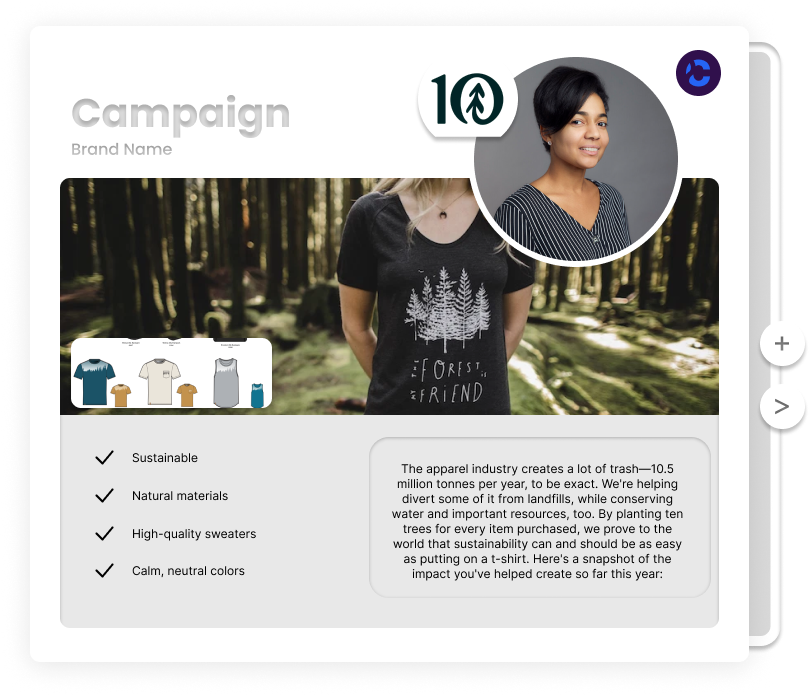 Campaign
Brand Name
10
THE FOREST IS
MY FRIEND
Sustainable
Natural materials
High-quality sweaters
Calm, neutral colors
The apparel industry creates a lot of trash—10.5
million tonnes per year, to be exact. We're helping
divert some of it from landfills, while conserving
water and important resources, too. By planting ten
trees for every item purchased, we prove to the
world that sustainability can and should be as easy
as putting on a t-shirt. Here's a snapshot of the
impact you've helped create so far this year:
+
>